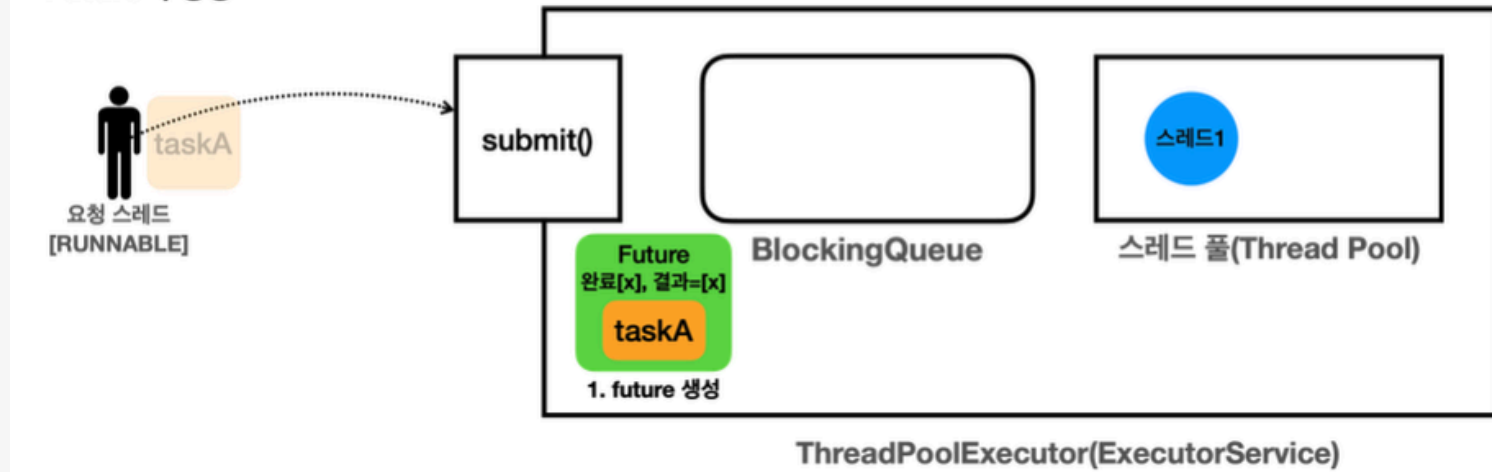 taskA
요청 스레드
[RUNNABLE]
submit()
BlockingQueue
스레드1
스레드 풀(Thread Pool)
Future
완료[x], 결과=[x]
taskA
1. future 생성
ThreadPoolExecutor(ExecutorService)